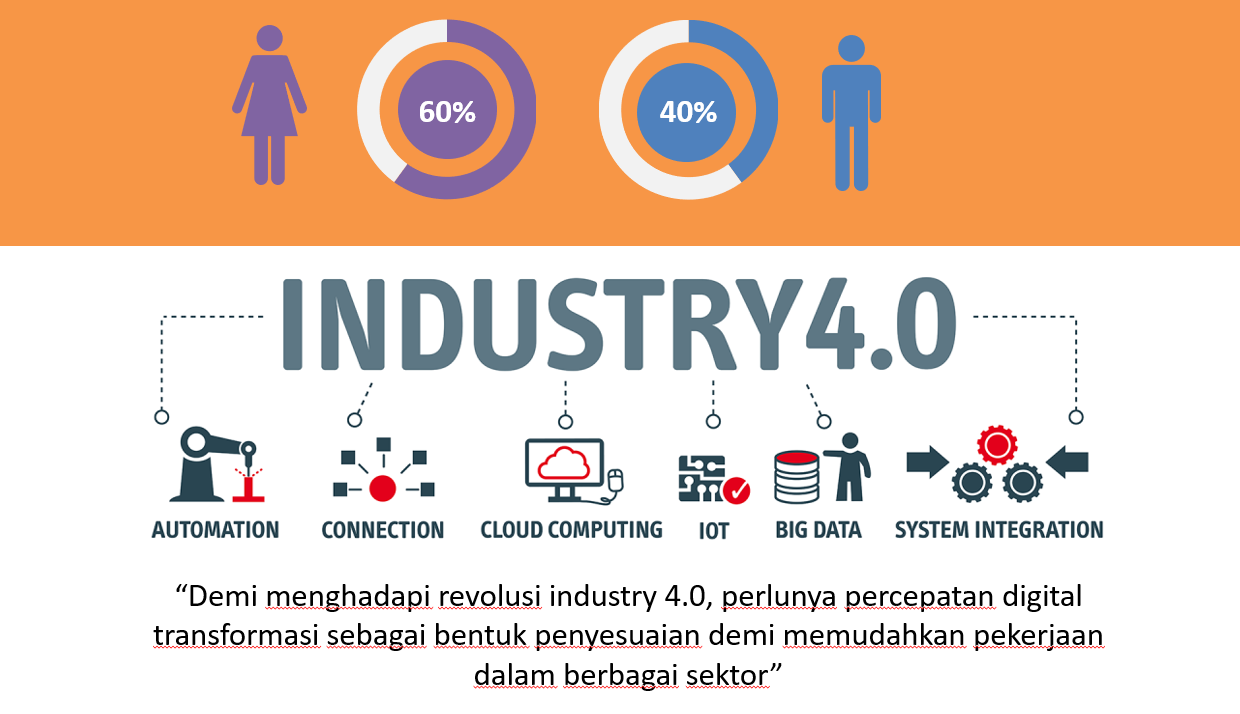 60%
40%
INDUSTRY4.0
AUTOMATION
CONNECTION
CLOUD COMPUTING
IOT
BIG DATA
SYSTEM INTEGRATION
“Demi menghadapi revolusi industry 4.0, perlunya percepatan digital
transformasi sebagai bentuk penyesuaian demi memudahkan pekerjaan
dalam berbagai sektor”